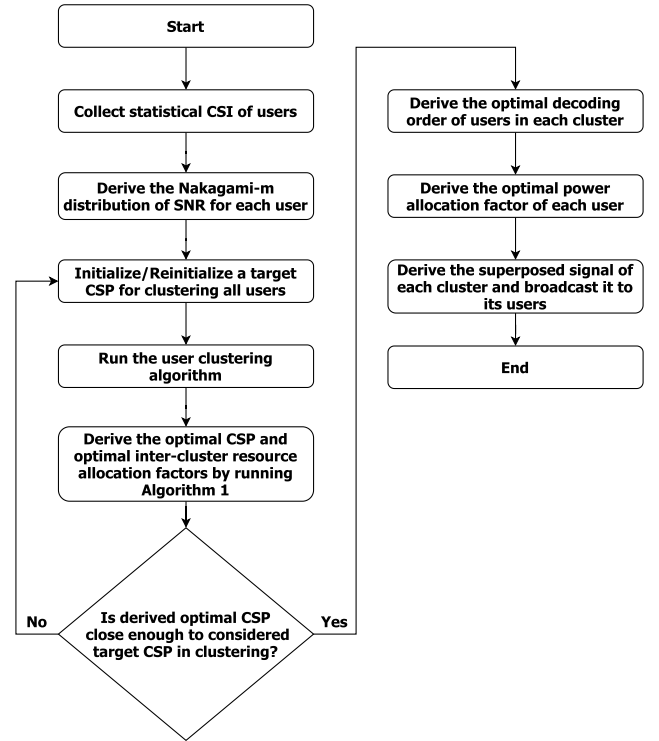 Start
Collect statistical CSI of users
Derive the Nakagami-m
distribution of SNR for each user
Initialize/Reinitialize a target
CSP for clustering all users
Run the user clustering
algorithm
Derive the optimal CSP and
optimal inter-cluster resource
allocation factors by running
Algorithm 1
Is derived optimal CSP
close enough to considered
target CSP in clustering?
No
Yes
Derive the optimal decoding
order of users in each cluster
Derive the optimal power
allocation factor of each user
Derive the superposed signal of
each cluster and broadcast it to
its users
End